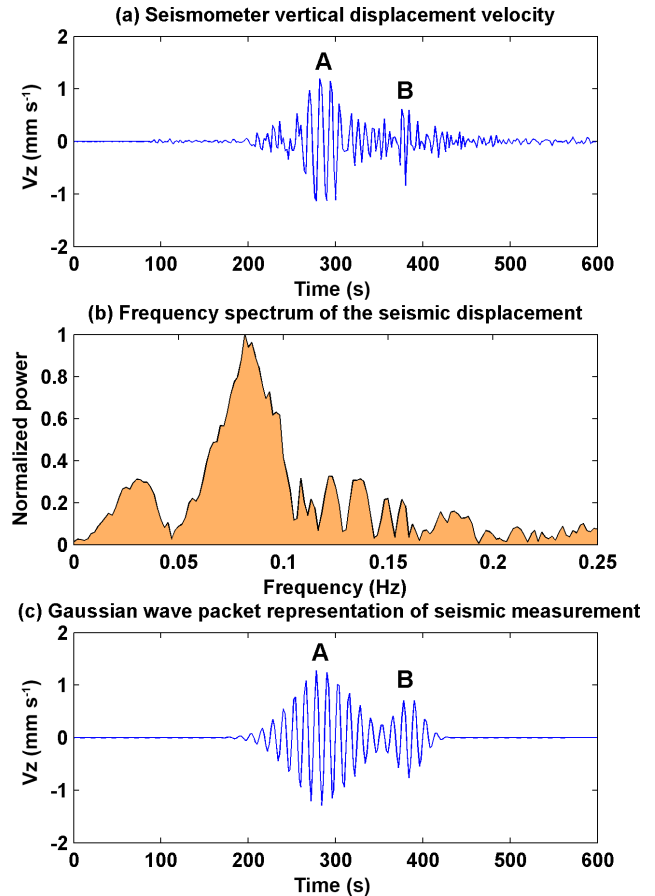 (a) Seismometer vertical displacement velocity
2
1
0
-1
-2
Vz (mm s⁻¹)
A
B
0 100 200 300 400 500 600
Time (s)
(b) Frequency spectrum of the seismic displacement
1
0.8
0.6
0.4
0.2
0
Normalized power
0 0.05 0.1 0.15 0.2 0.25
Frequency (Hz)
(c) Gaussian wave packet representation of seismic measurement
2
1
0
-1
-2
Vz (mm s⁻¹)
A
B
0 100 200 300 400 500 600
Time (s)